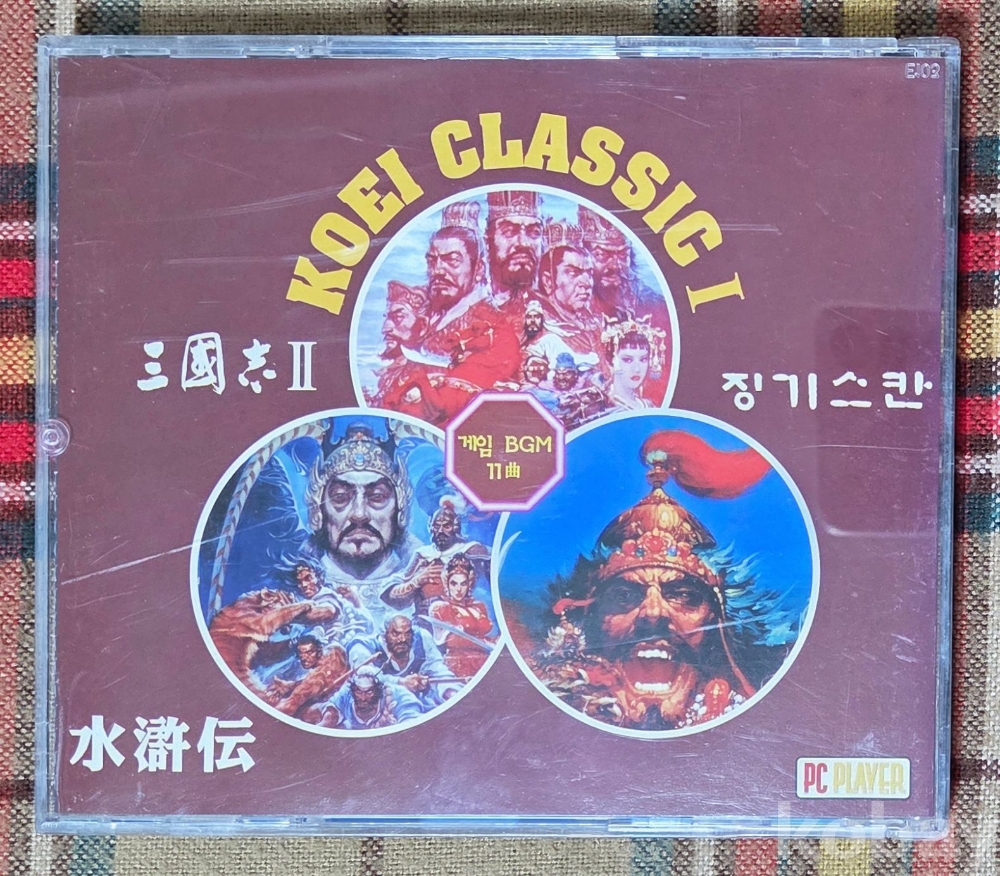 KOEI CLASSIC I
三國志Ⅱ
징기스칸
게임 BGM
11曲
水滸伝
PC PLAYER